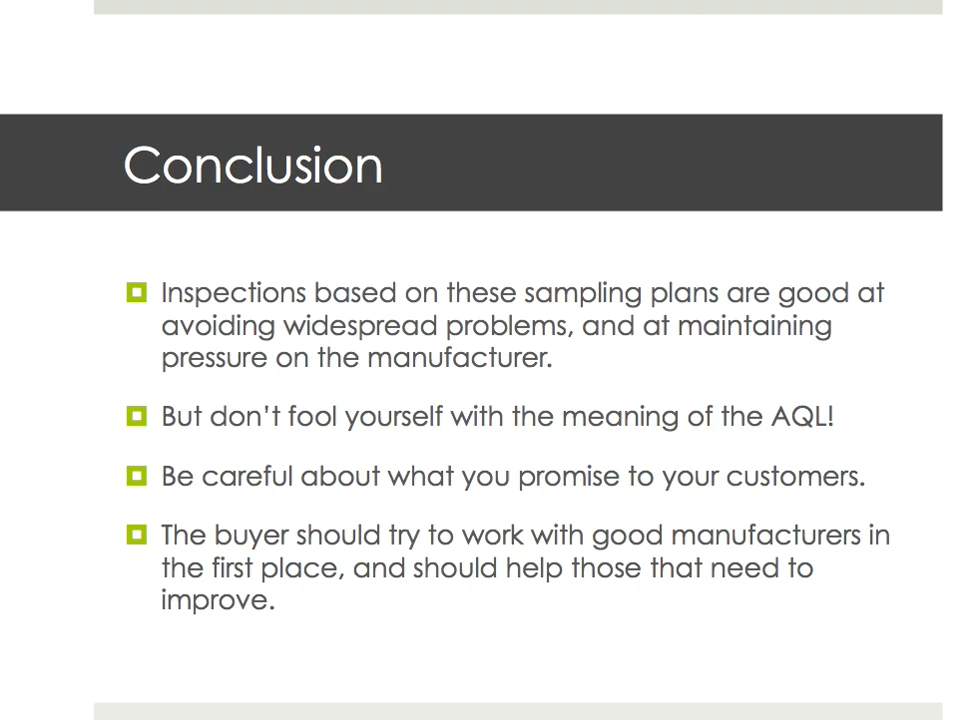 Conclusion
Inspections based on these sampling plans are good at
avoiding widespread problems, and at maintaining
pressure on the manufacturer.
But don’t fool yourself with the meaning of the AQL!
Be careful about what you promise to your customers.
The buyer should try to work with good manufacturers in
the first place, and should help those that need to
improve.